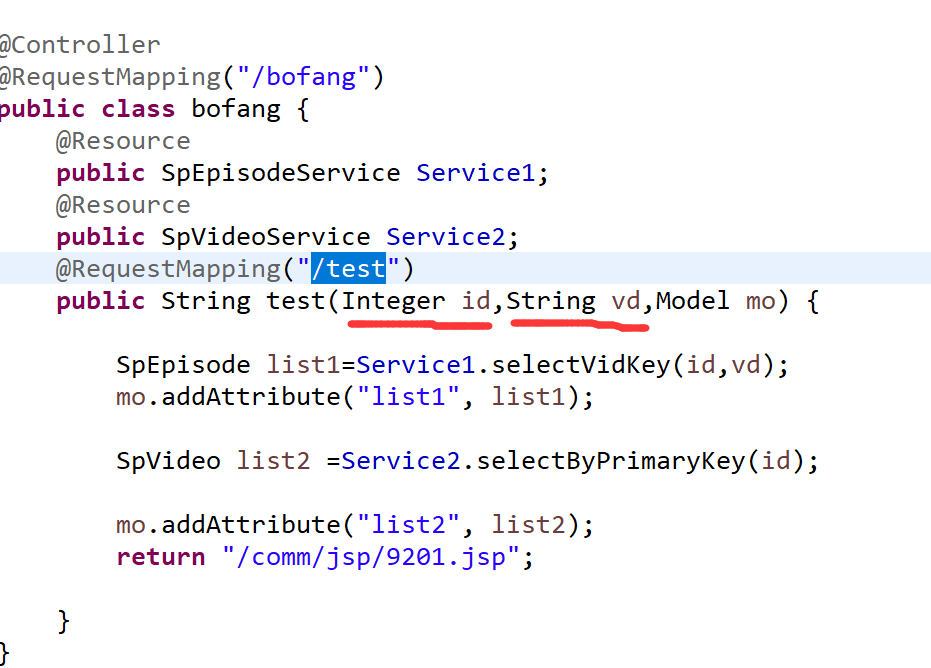 @Controller
@RequestMapping("/bofang")
public class bofang {
    @Resource
    public SpEpisodeService Service1;
    @Resource
    public SpVideoService Service2;
    @RequestMapping("/test")
    public String test(Integer id,String vd,Model mo) {
        SpEpisode list1=Service1.selectVidKey(id,vd);
        mo.addAttribute("list1", list1);
        SpVideo list2 =Service2.selectByPrimaryKey(id);
        mo.addAttribute("list2", list2);
        return "/comm/jsp/9201.jsp";
    }
}